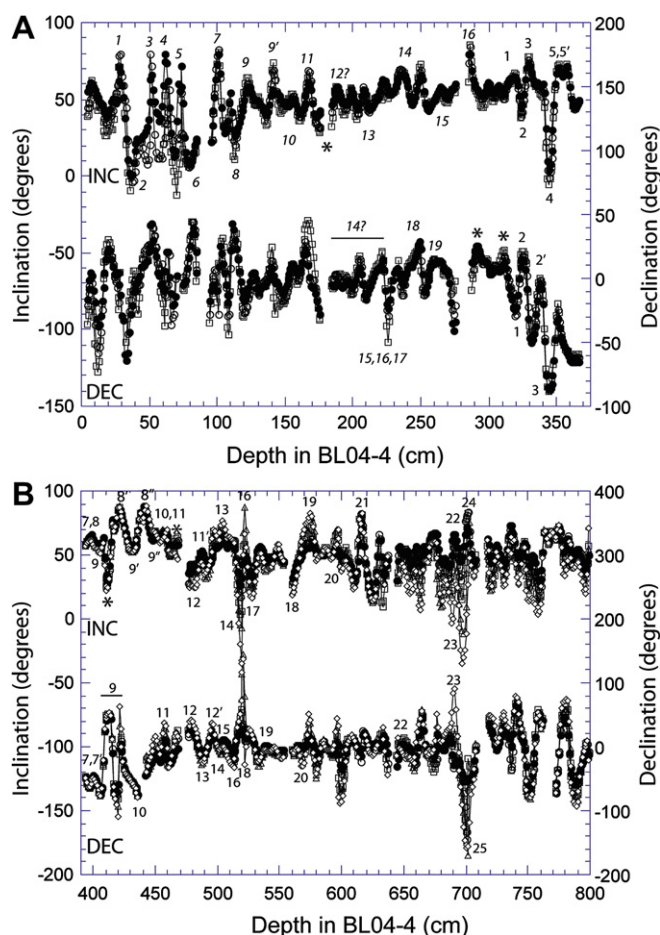 A
1 3 4 5 7 9 9' 11 12? 14 16 1 3 5,5'
2 6 8 10 * 13 15 2 4
INC
14? 18 19 * * 2 2'
15,16,17 1 3
DEC
100 50 0 -50 -100 -150
200 150 100 50 0 -50 -100
Inclination (degrees)
Declination (degrees)
0 50 100 150 200 250 300 350
Depth in BL04-4 (cm)
B
7,8 8' 8" 10,11 * 11' 13 16 19 21 22 24
9 * 9' 9" 12 14 17 18 20 23
INC
9 11 12 12' 15 19 22 23
7,7 10 13 14 16 18 20 25
DEC
100 50 0 -50 -100 -150 -200
400 300 200 100 0 -100 -200
Inclination (degrees)
Declination (degrees)
400 450 500 550 600 650 700 750 800
Depth in BL04-4 (cm)